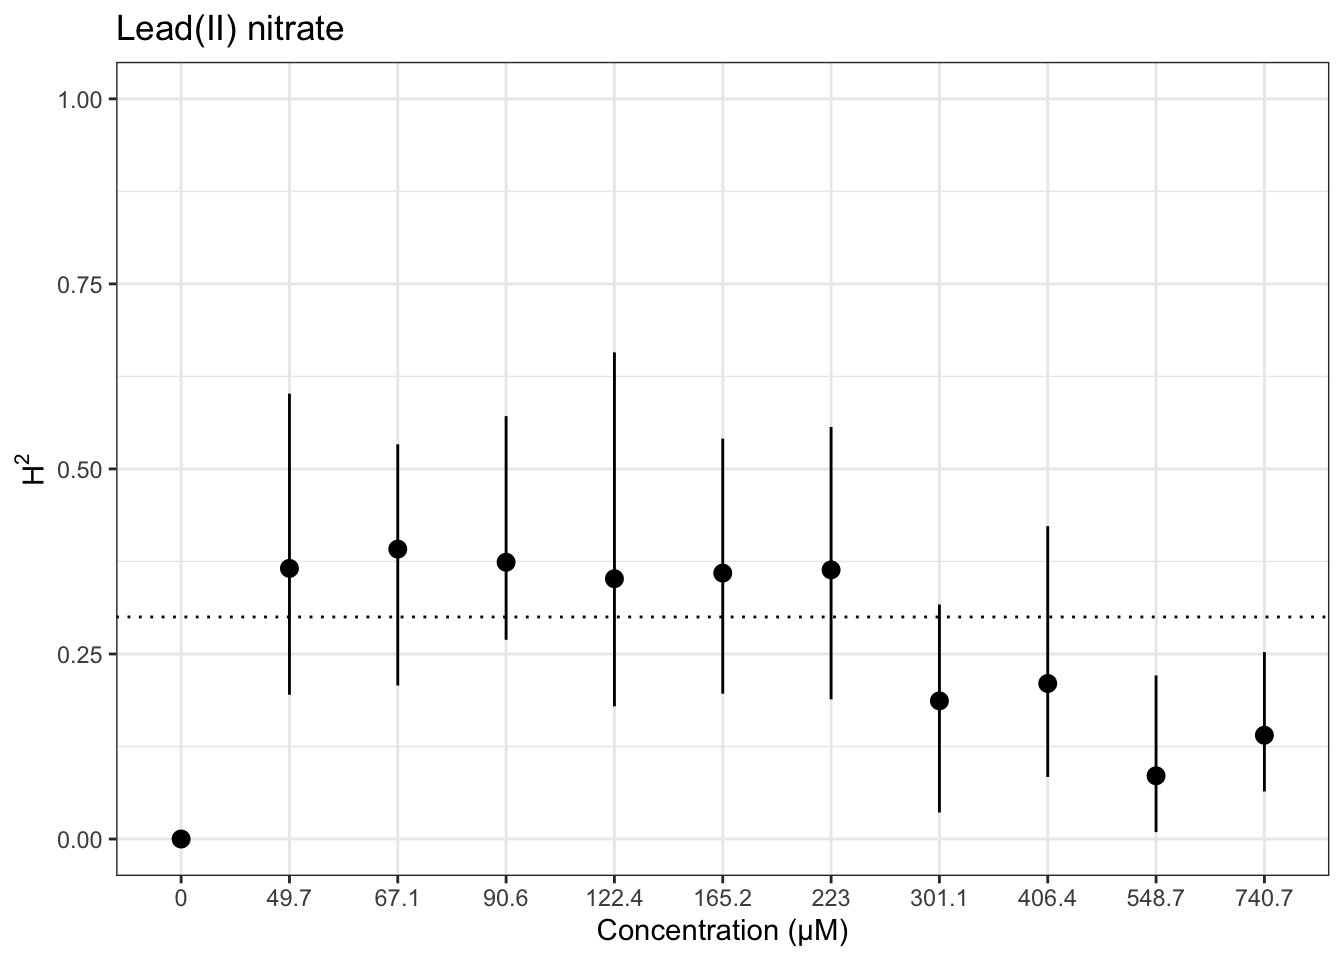 Lead(II) nitrate
1.00
0.75
0.50
0.25
0.00
H²
0 49.7 67.1 90.6 122.4 165.2 223 301.1 406.4 548.7 740.7
Concentration (µM)